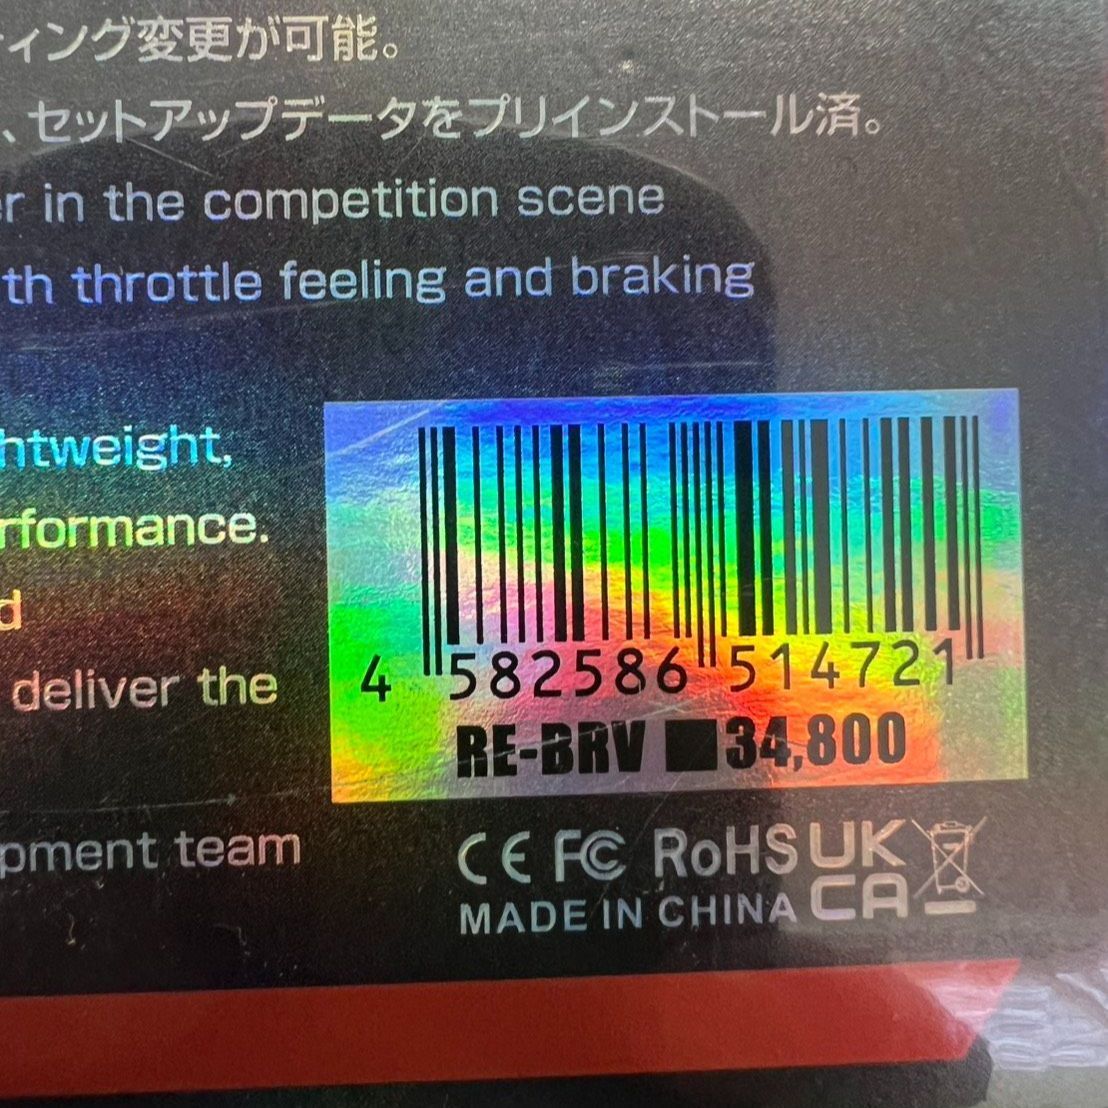 ティング変更が可能。
、セットアップデータをプリインストール済。
er in the competition scene
th throttle feeling and braking
htweight,
rformance.
d
deliver the
pment team
4 582586 514721
RE-BRV ■34,800
CE FC RoHS UK
CA
MADE IN CHINA